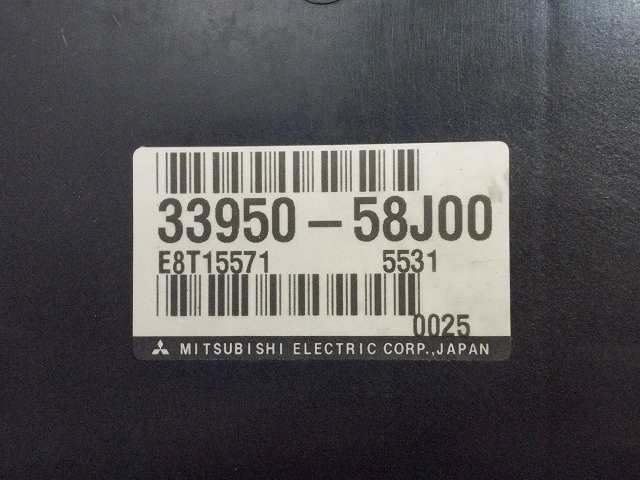 33950-58J00
E8T15571 5531
0025
MITSUBISHI ELECTRIC CORP.,JAPAN